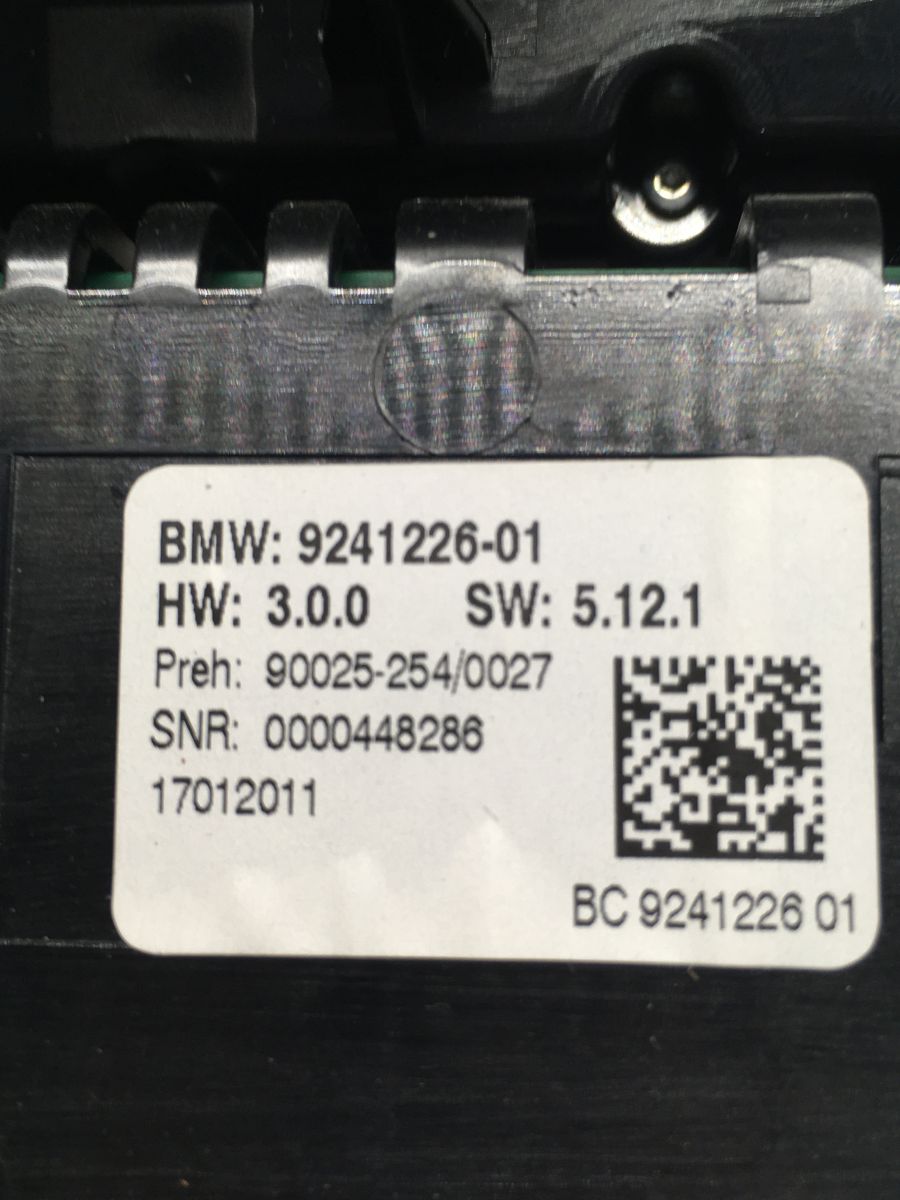 BMW: 9241226-01
HW: 3.0.0 SW: 5.12.1
Preh: 90025-254/0027
SNR: 0000448286
17012011
BC 9241226 01